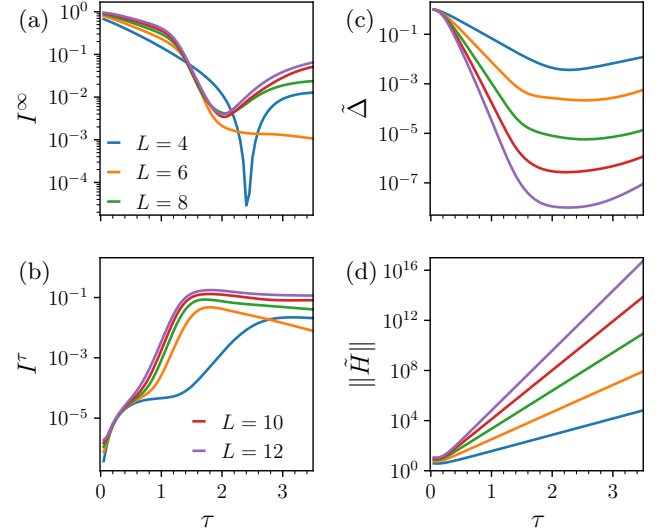 (a)
10^0
10^{-1}
10^{-2}
10^{-3}
10^{-4}
I^∞
L = 4
L = 6
L = 8
(c)
10^{-1}
10^{-3}
10^{-5}
10^{-7}
Δ̃
(b)
10^{-1}
10^{-3}
10^{-5}
I^τ
L = 10
L = 12
0 1 2 3
τ
(d)
10^{16}
10^{12}
10^8
10^4
10^0
||H̃||
0 1 2 3
τ